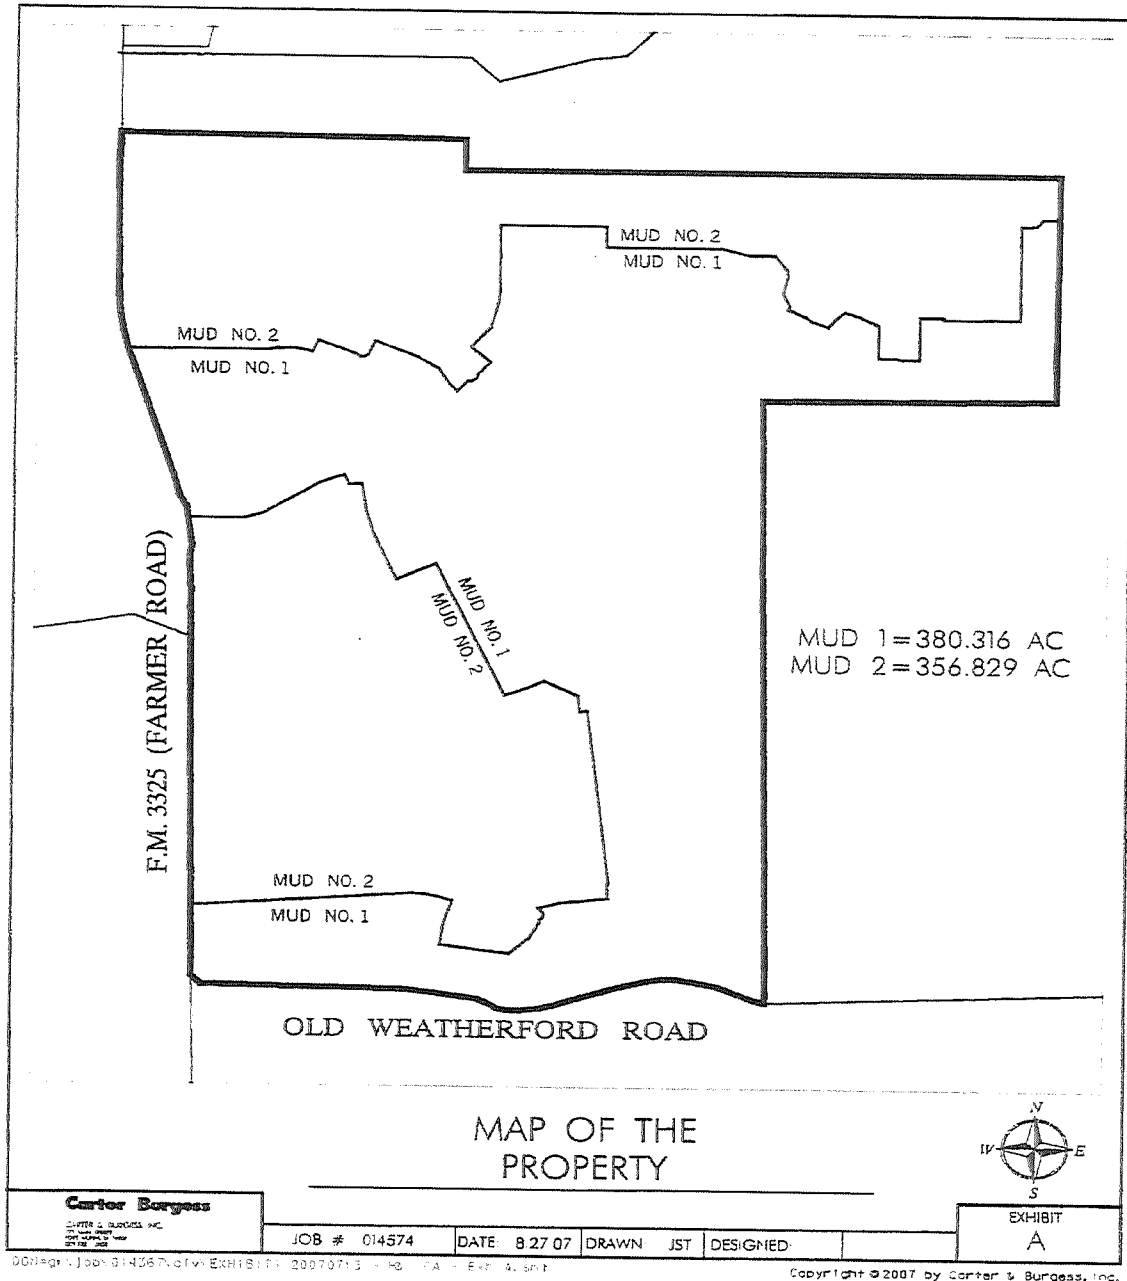 MUD NO. 2
MUD NO. 1
MUD NO. 2
MUD NO. 1
MUD NO. 1
MUD NO. 2
F.M. 3325 (FARMER ROAD)
MUD 1=380.316 AC
MUD 2=356.829 AC
MUD NO. 2
MUD NO. 1
OLD WEATHERFORD ROAD
MAP OF THE
PROPERTY
N
W E
S
Carter Burgess
CARTER & BURGESS, INC.
JOB # 014574 DATE: 8.27.07 DRAWN: JST DESIGNED:
EXHIBIT
A
Copyright ©2007 by Carter & Burgess, Inc.